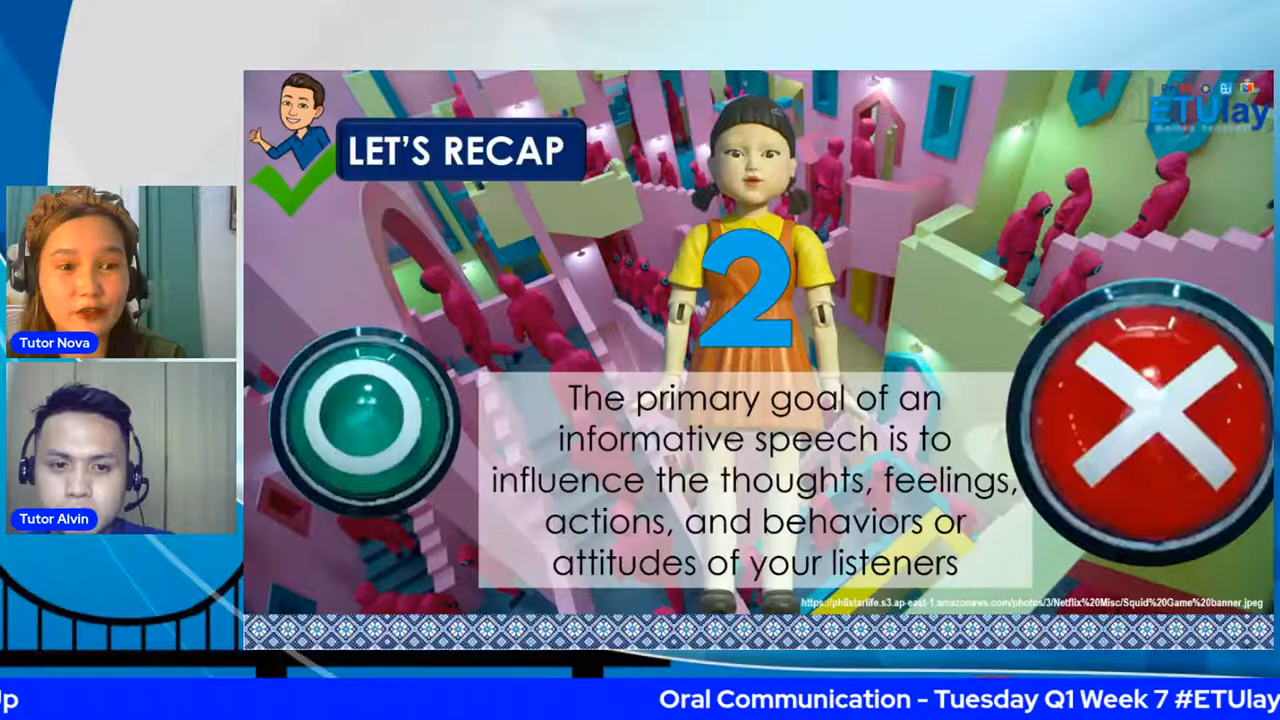 LET'S RECAP
ETUlay
2
Tutor Nova
Tutor Alvin
The primary goal of an
informative speech is to
influence the thoughts, feelings,
actions, and behaviors or
attitudes of your listeners
https://philstarlife.s3.ap-east-1.amazonaws.com/photos/3/Netflix%20Misc/Squid%20Game%20banner.jpeg
Up
Oral Communication - Tuesday Q1 Week 7 #ETUlay